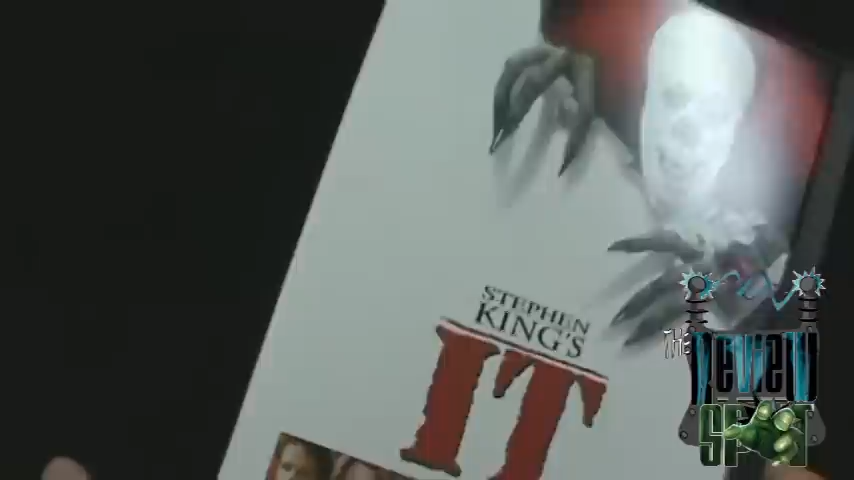 STEPHEN
KING'S
IT
THE
REVIEW
SPOT